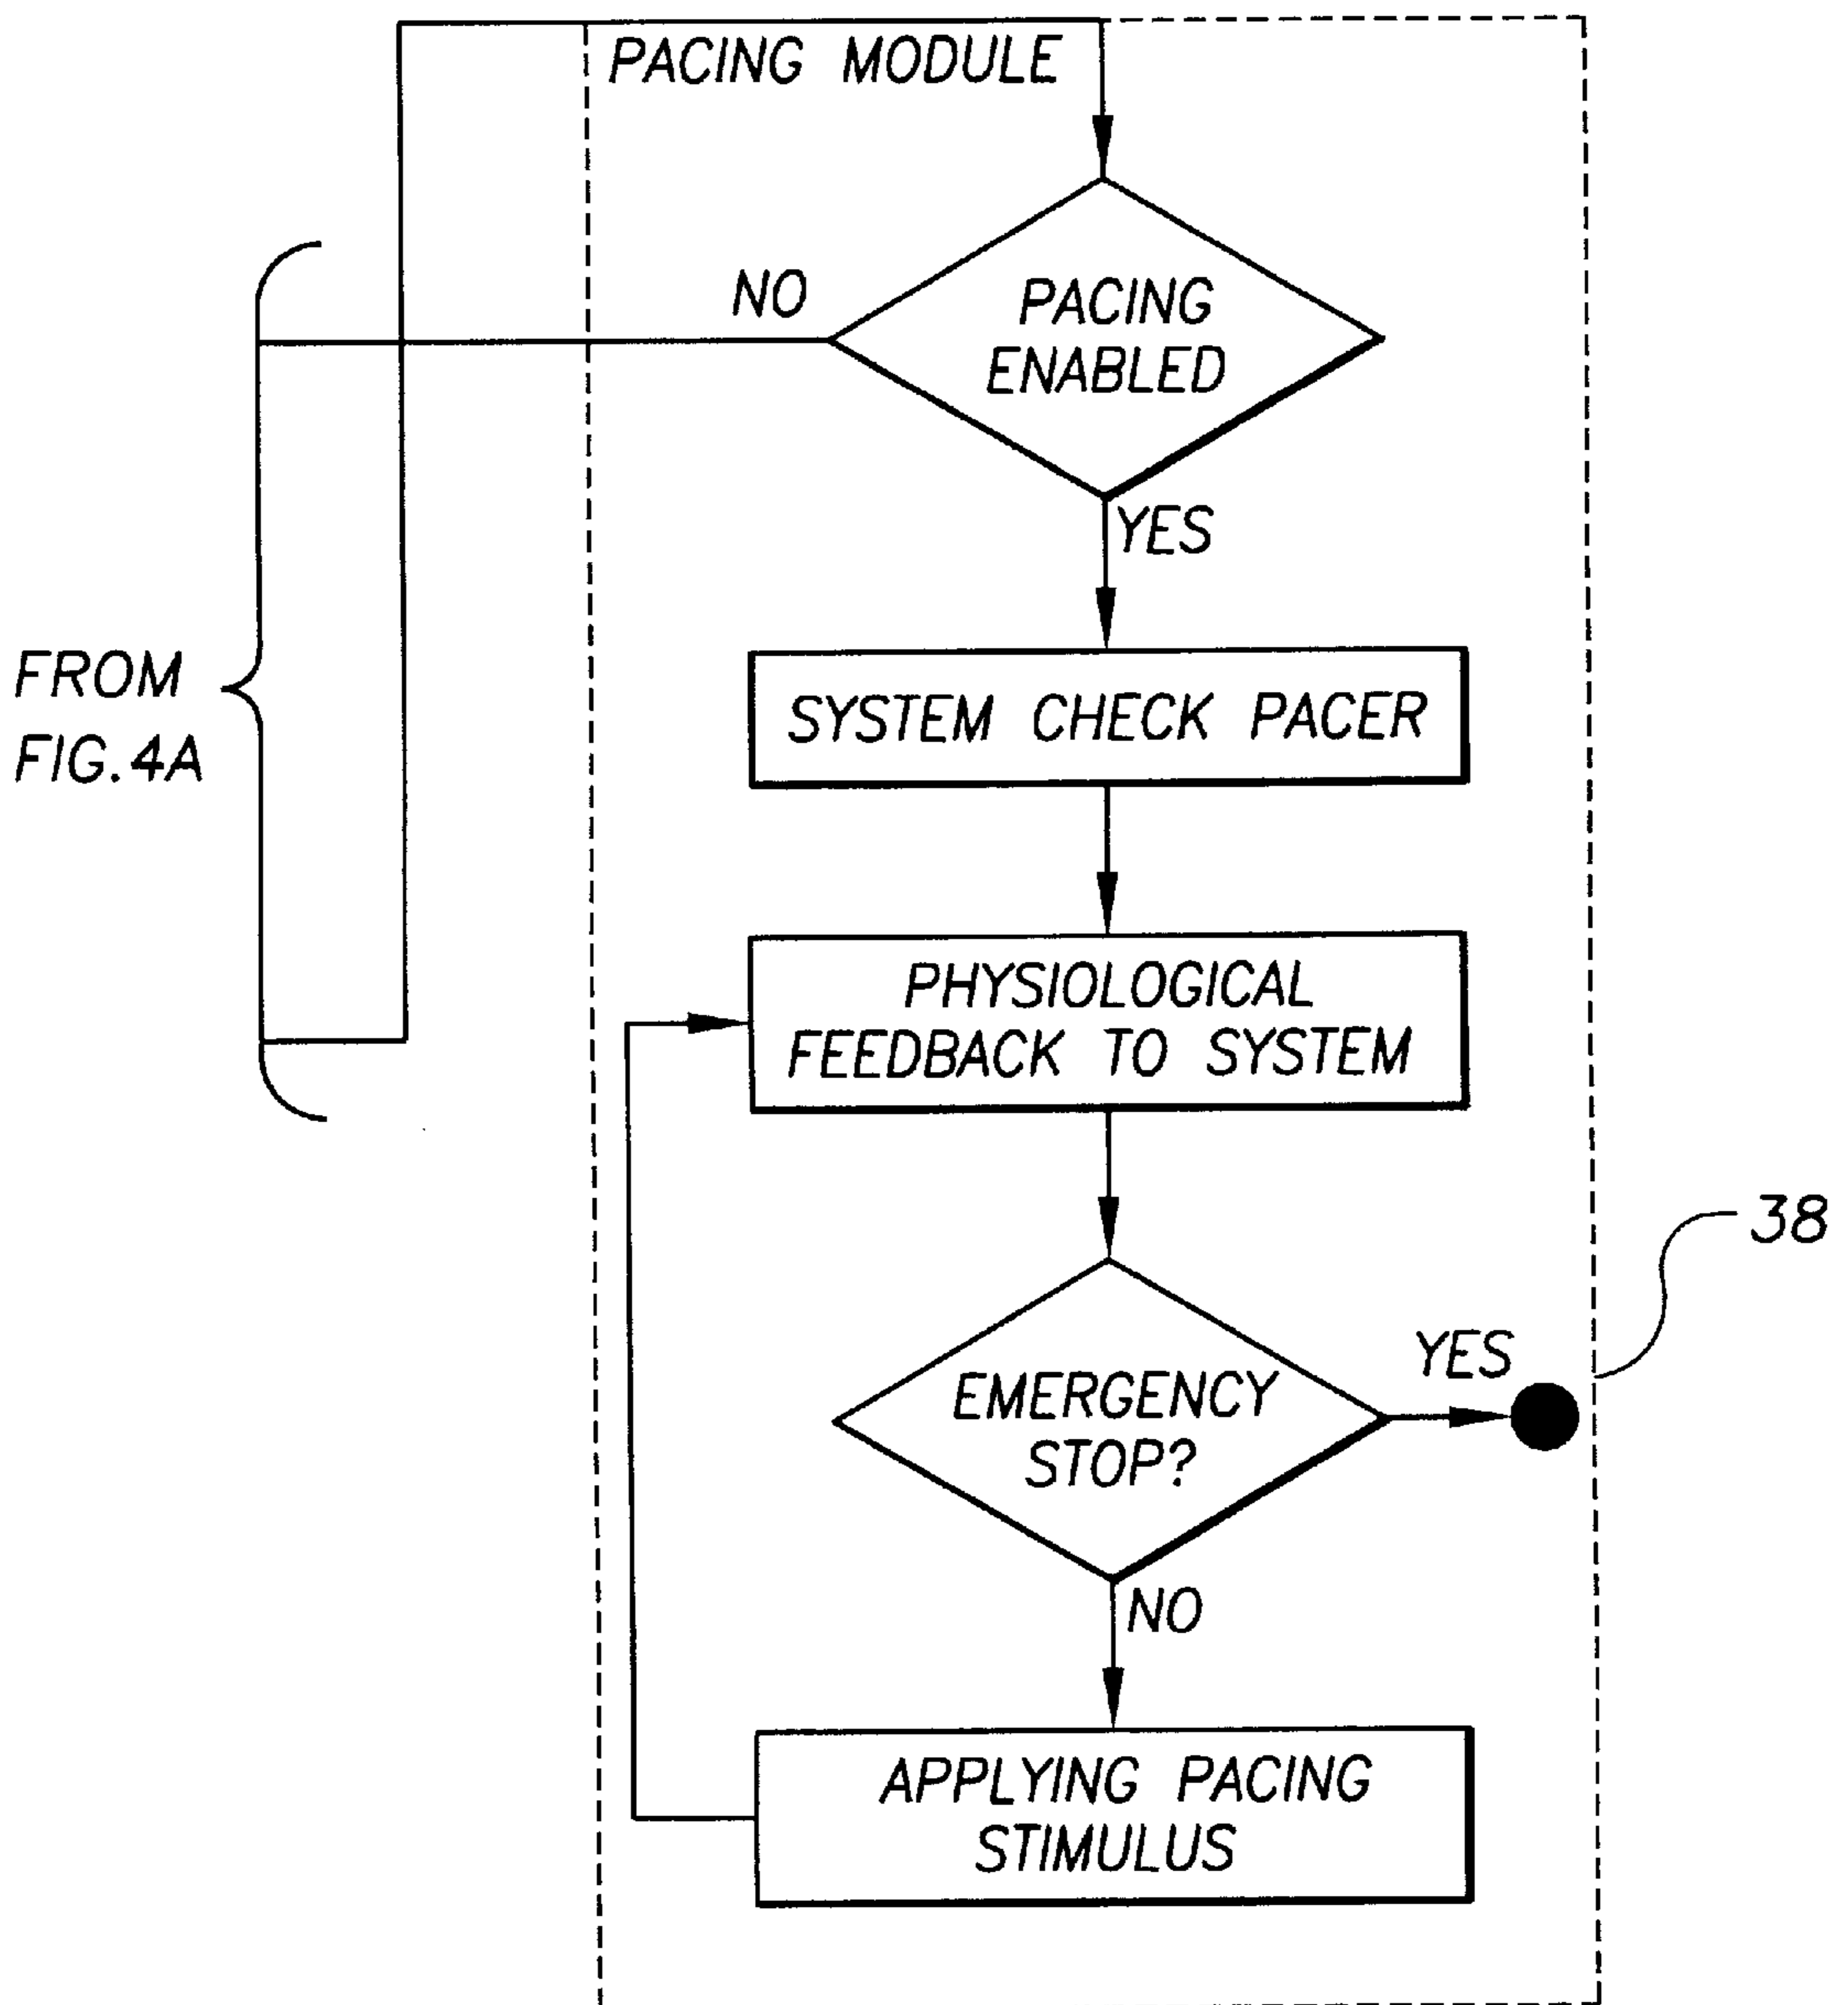 PACING MODULE
NO
PACING
ENABLED
YES
FROM
FIG.4A
SYSTEM CHECK PACER
PHYSIOLOGICAL
FEEDBACK TO SYSTEM
38
YES
EMERGENCY
STOP?
NO
APPLYING PACING
STIMULUS